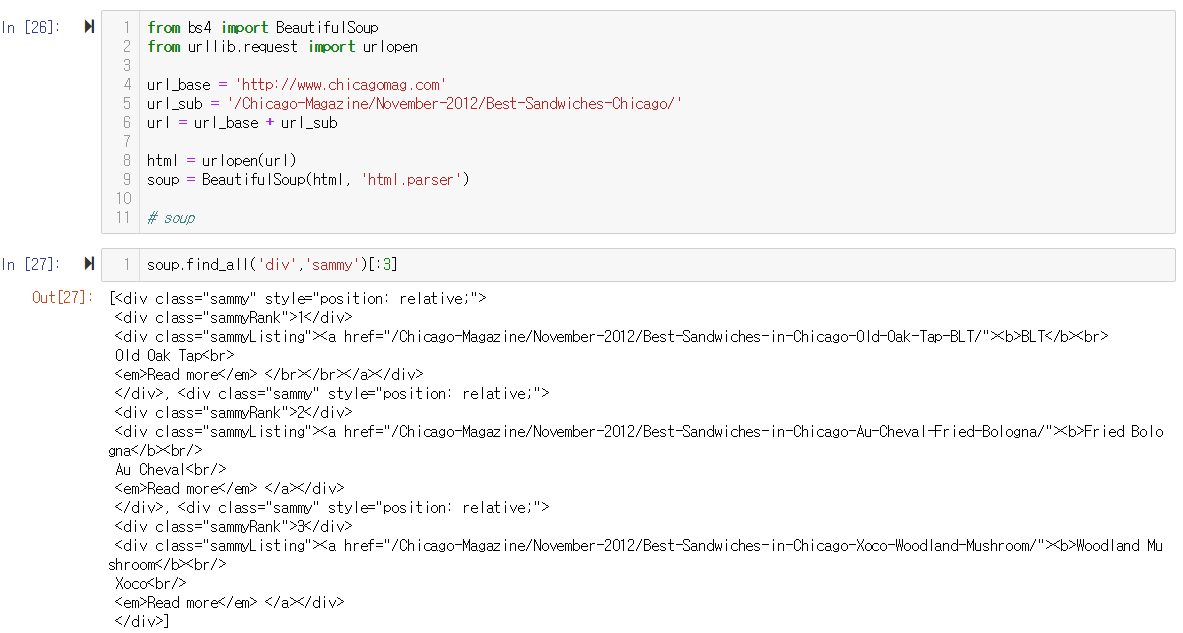 In [26]:
1 from bs4 import BeautifulSoup
2 from urllib.request import urlopen
3
4 url_base = 'http://www.chicagomag.com'
5 url_sub = '/Chicago-Magazine/November-2012/Best-Sandwiches-Chicago/'
6 url = url_base + url_sub
7
8 html = urlopen(url)
9 soup = BeautifulSoup(html, 'html.parser')
10
11 # soup
In [27]:
1 soup.find_all('div','sammy')[:3]
Out[27]: [<div class="sammy" style="position: relative;">
<div class="sammyRank">1</div>
<div class="sammyListing"><a href="/Chicago-Magazine/November-2012/Best-Sandwiches-in-Chicago-Old-Oak-Tap-BLT/"><b>BLT</b><br>
Old Oak Tap<br>
<em>Read more</em> </br></br></a></div>
</div>, <div class="sammy" style="position: relative;">
<div class="sammyRank">2</div>
<div class="sammyListing"><a href="/Chicago-Magazine/November-2012/Best-Sandwiches-in-Chicago-Au-Cheval-Fried-Bologna/"><b>Fried Bolo
gna</b><br/>
Au Cheval<br/>
<em>Read more</em> </a></div>
</div>, <div class="sammy" style="position: relative;">
<div class="sammyRank">3</div>
<div class="sammyListing"><a href="/Chicago-Magazine/November-2012/Best-Sandwiches-in-Chicago-Xoco-Woodland-Mushroom/"><b>Woodland Mu
shroom</b><br/>
Xoco<br/>
<em>Read more</em> </a></div>
</div>]